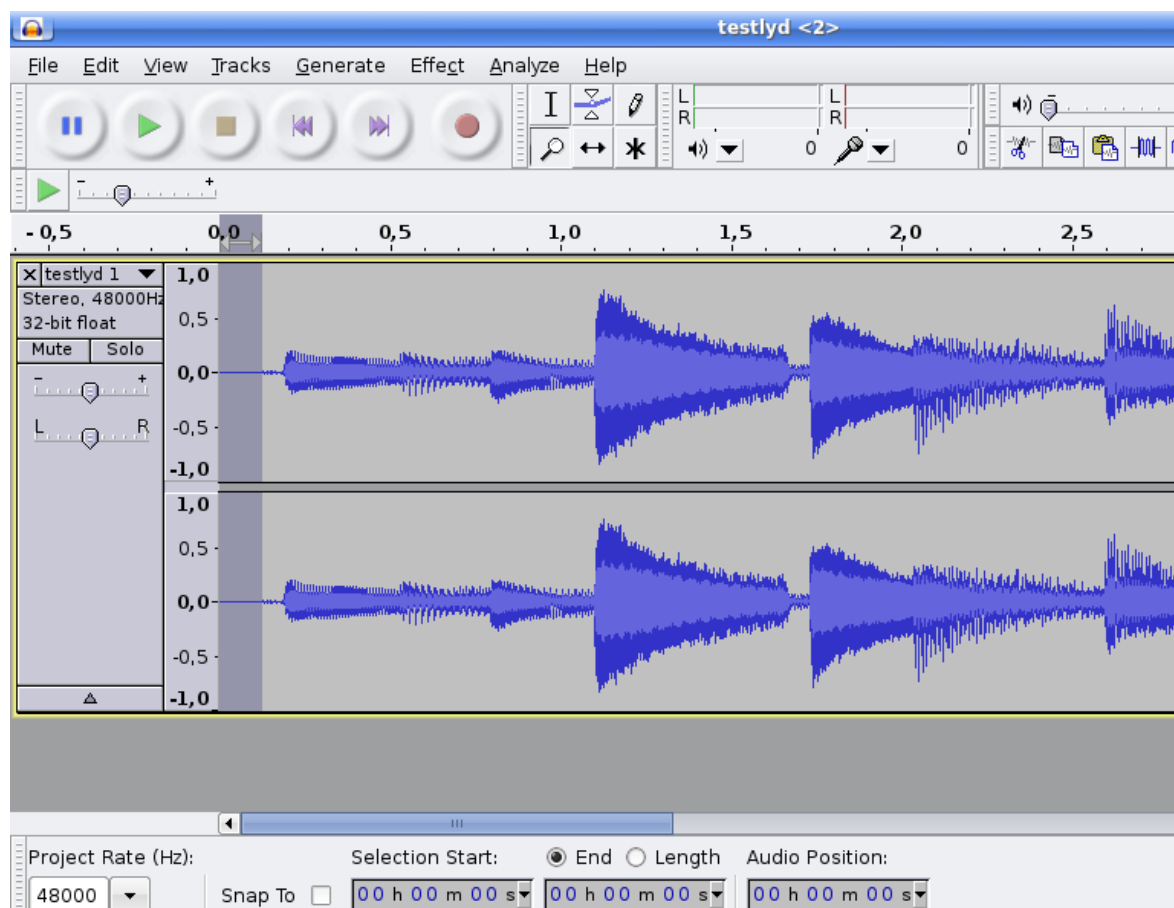 testlyd <2>
File Edit View Tracks Generate Effect Analyze Help
L L
R R
0 0
- +
- 0,5 0,0 0,5 1,0 1,5 2,0 2,5
testlyd 1
Stereo, 48000Hz
32-bit float
Mute Solo
- +
L R
1,0
0,5
0,0
-0,5
-1,0
1,0
0,5
0,0
-0,5
-1,0
Project Rate (Hz): Selection Start: End Length Audio Position:
48000 Snap To 00 h 00 m 00 s 00 h 00 m 00 s 00 h 00 m 00 s